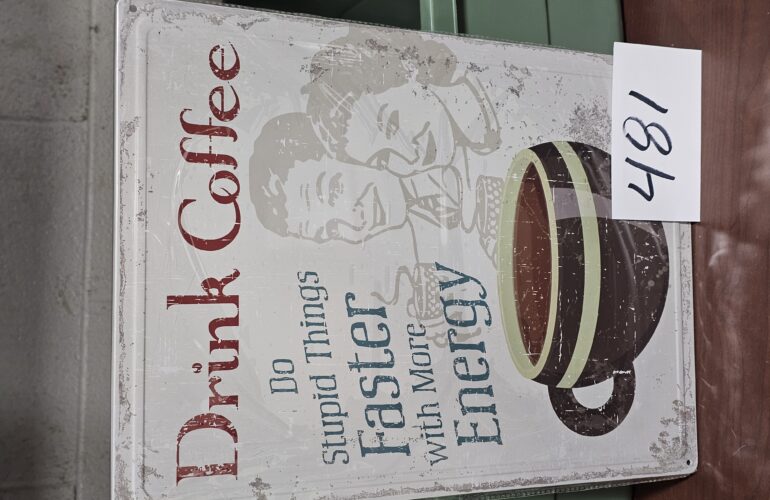 Drink Coffee
Do
Stupid Things
Faster
with More
Energy
481